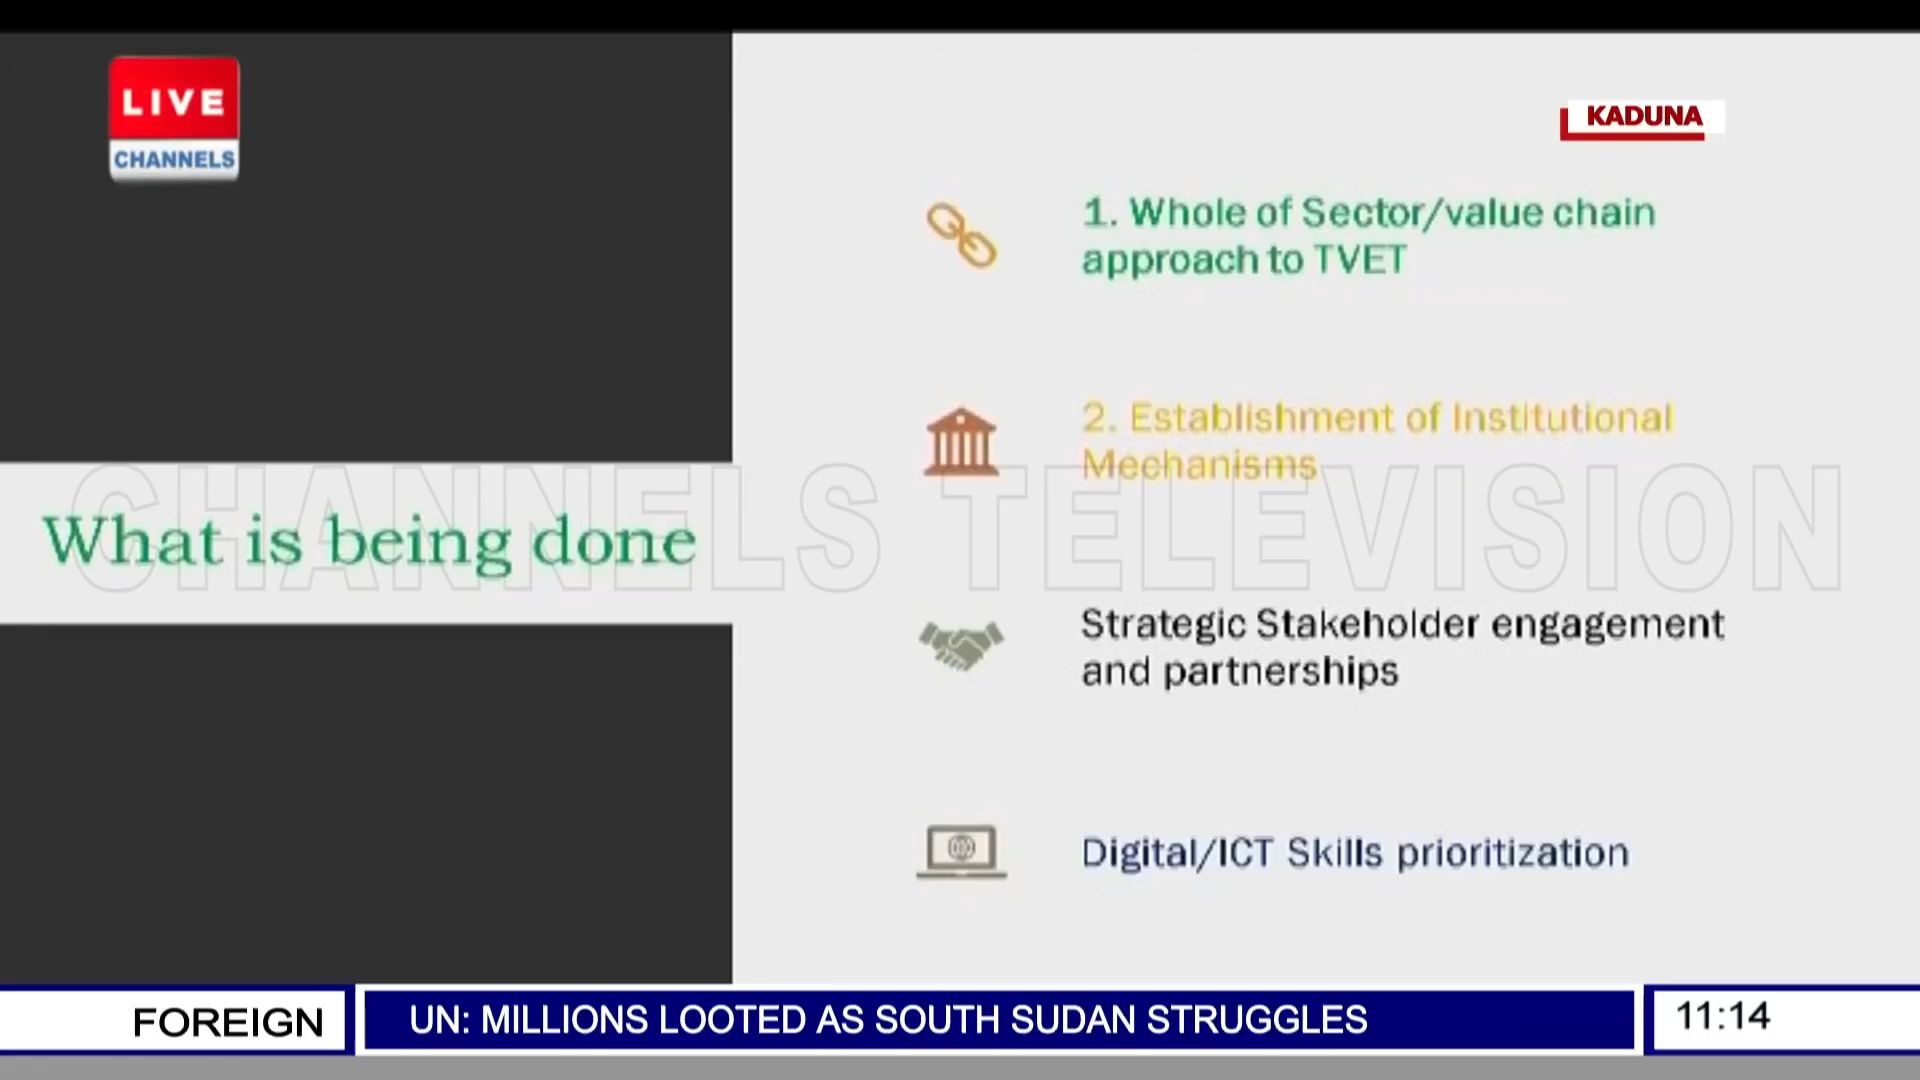 LIVE
CHANNELS
KADUNA
1. Whole of Sector/value chain
approach to TVET
2. Establishment of Institutional
Mechanisms
CHANNELS TELEVISION
What is being done
Strategic Stakeholder engagement
and partnerships
Digital/ICT Skills prioritization
FOREIGN
UN: MILLIONS LOOTED AS SOUTH SUDAN STRUGGLES
11:14